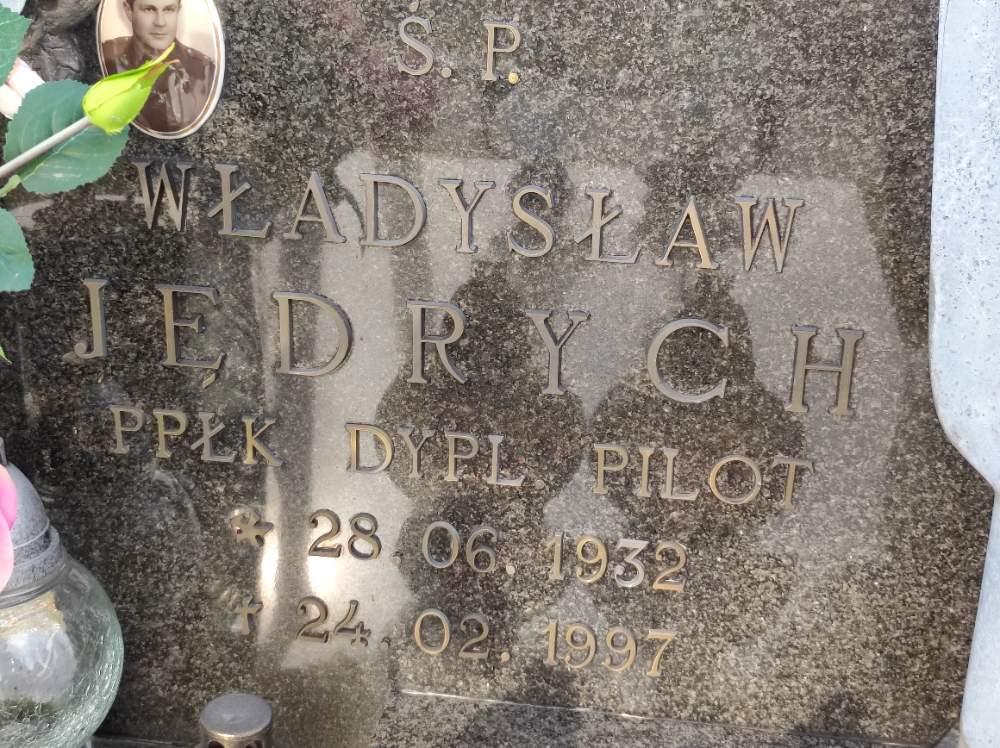 Ś. P.
WŁADYSŁAW
JĘDRYCH
PPŁK DYPL. PILOT
* 28. 06. 1932
† 24. 02. 1997